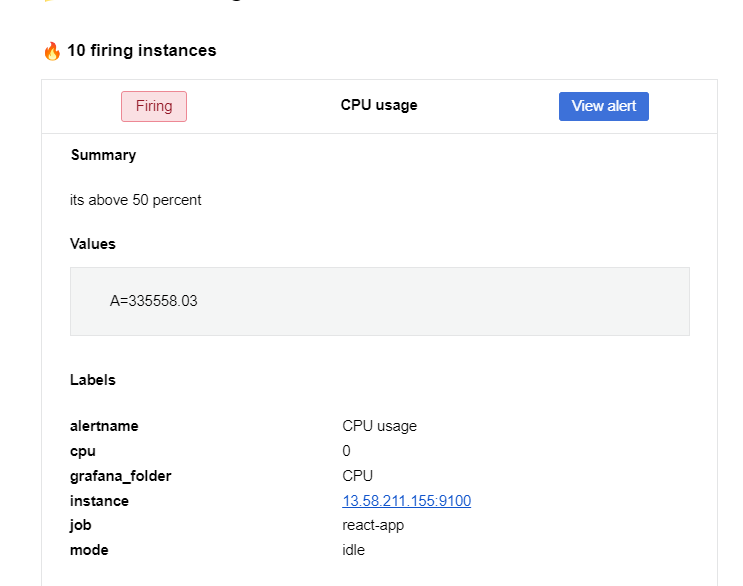 🔥 10 firing instances
Firing CPU usage View alert
Summary
its above 50 percent
Values
A=335558.03
Labels
alertname CPU usage
cpu 0
grafana_folder CPU
instance 13.58.211.155:9100
job react-app
mode idle